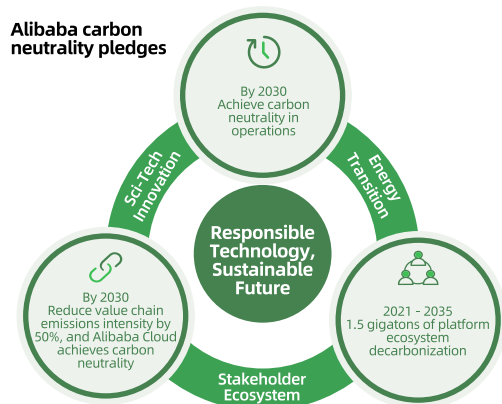 Alibaba carbon
neutrality pledges
By 2030
Achieve carbon
neutrality in
operations
Sci-Tech
Innovation
Energy
Transition
Responsible
Technology,
Sustainable
Future
By 2030
Reduce value chain
emissions intensity by
50%, and Alibaba Cloud
achieves carbon
neutrality
2021 - 2035
1.5 gigatons of platform
ecosystem
decarbonization
Stakeholder
Ecosystem